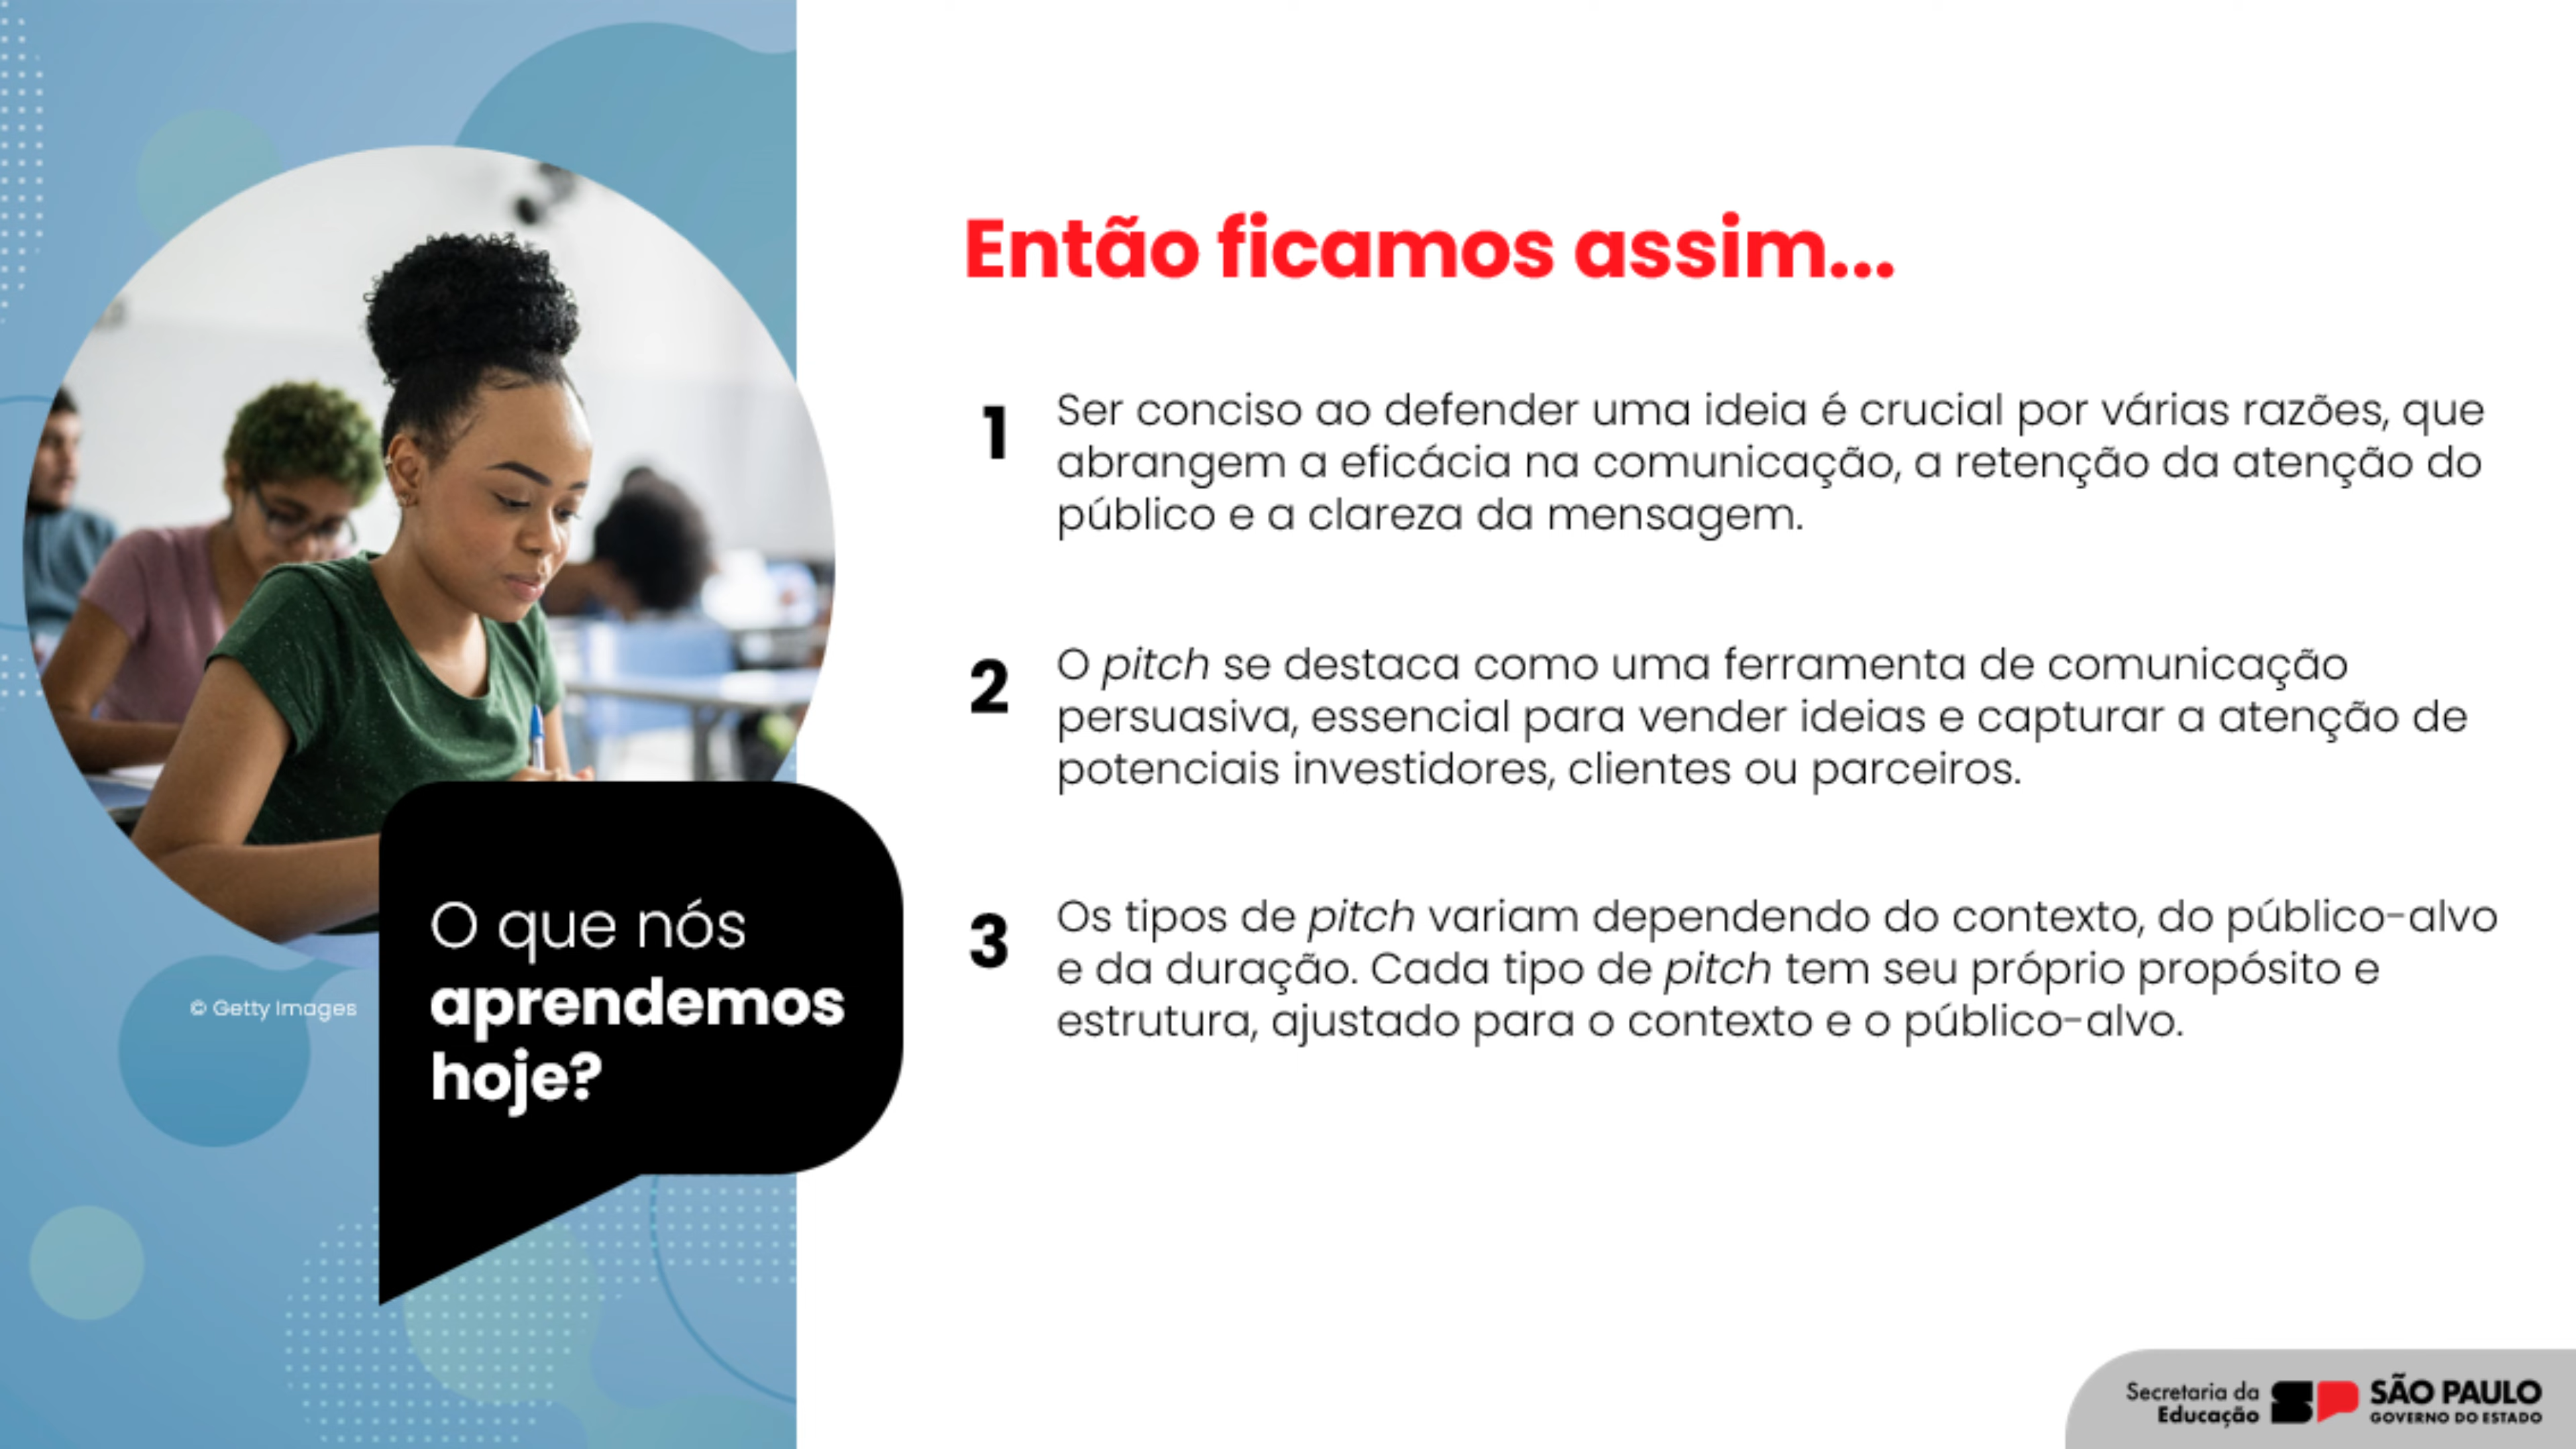 Então ficamos assim...
1
Ser conciso ao defender uma ideia é crucial por várias razões, que
abrangem a eficácia na comunicação, a retenção da atenção do
público e a clareza da mensagem.
2
O pitch se destaca como uma ferramenta de comunicação
persuasiva, essencial para vender ideias e capturar a atenção de
potenciais investidores, clientes ou parceiros.
3
Os tipos de pitch variam dependendo do contexto, do público-alvo
e da duração. Cada tipo de pitch tem seu próprio propósito e
estrutura, ajustado para o contexto e o público-alvo.
O que nós
aprendemos
hoje?
© Getty Images
Secretaria da
Educação
SP
SÃO PAULO
GOVERNO DO ESTADO